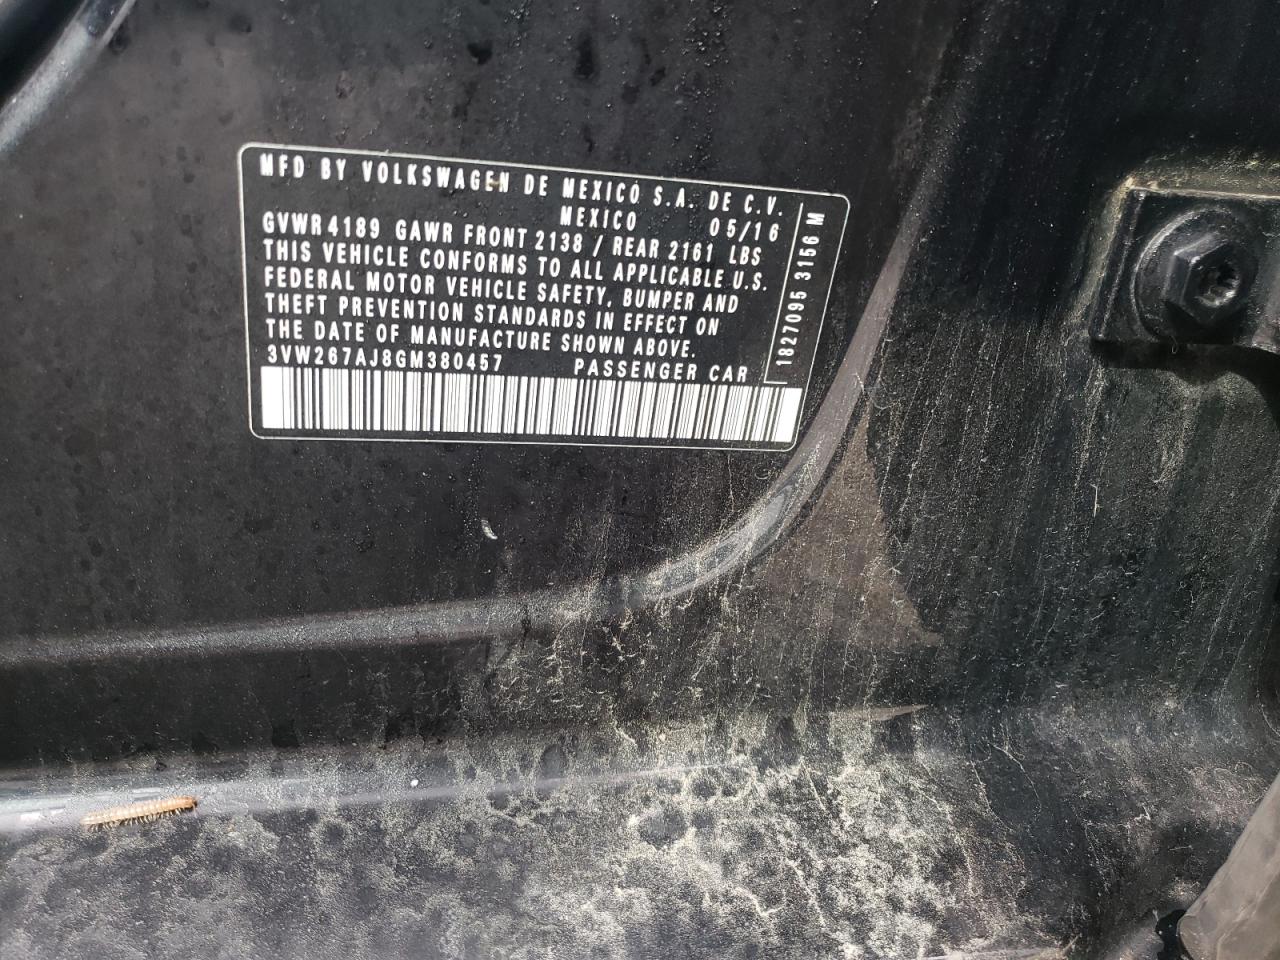 MFD BY VOLKSWAGEN DE MEXICO S.A. DE C.V.
MEXICO 05/16
GVWR 4189 GAWR FRONT 2138 / REAR 2161 LBS
THIS VEHICLE CONFORMS TO ALL APPLICABLE U.S.
FEDERAL MOTOR VEHICLE SAFETY, BUMPER AND
THEFT PREVENTION STANDARDS IN EFFECT ON
THE DATE OF MANUFACTURE SHOWN ABOVE.
3VW267AJ8GM380457 PASSENGER CAR
1827095 3156 M